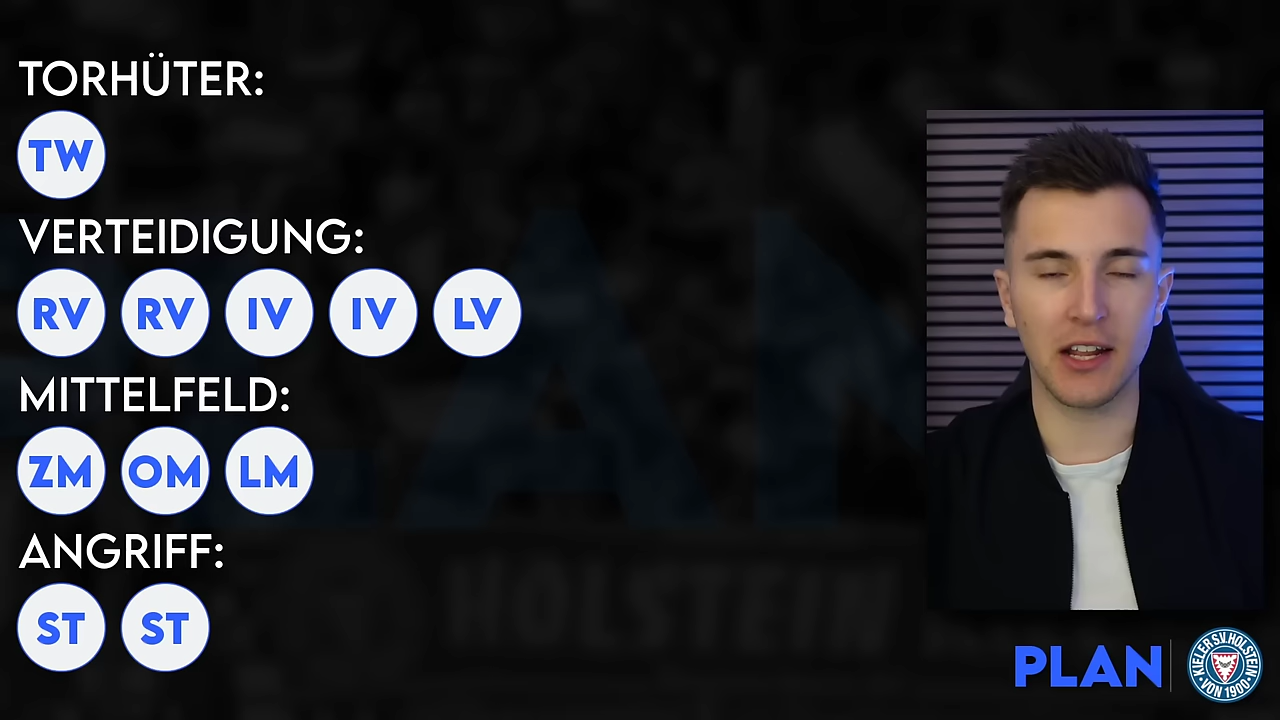 TORHÜTER:
TW
VERTEIDIGUNG:
RV RV IV IV LV
MITTELFELD:
ZM OM LM
ANGRIFF:
ST ST
HOLSTEIN
PLAN
KIELER S.V. HOLSTEIN
VON 1900